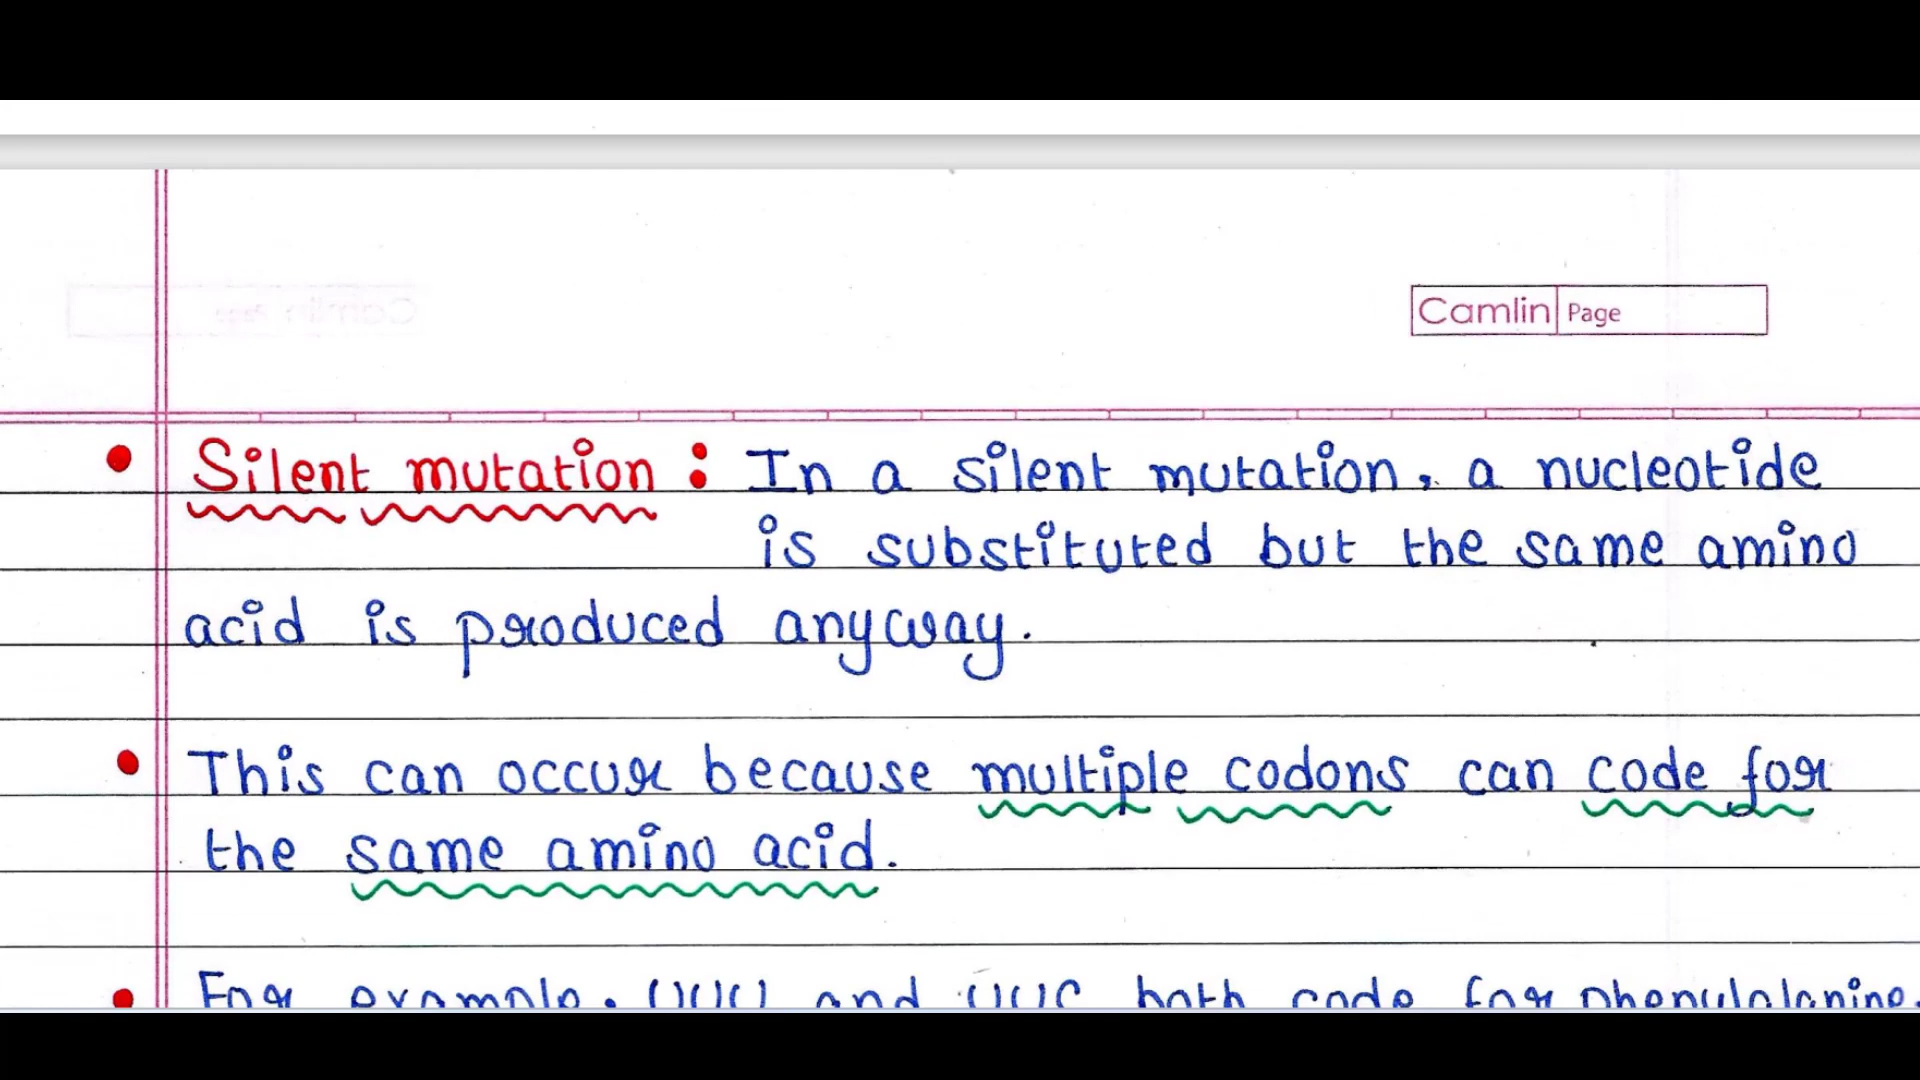 Camlin Page
• Silent mutation : In a silent mutation, a nucleotide
is substituted but the same amino
acid is produced anyway.
• This can occur because multiple codons can code for
the same amino acid.
• For example, UUU and UUC both code for phenylalanine.